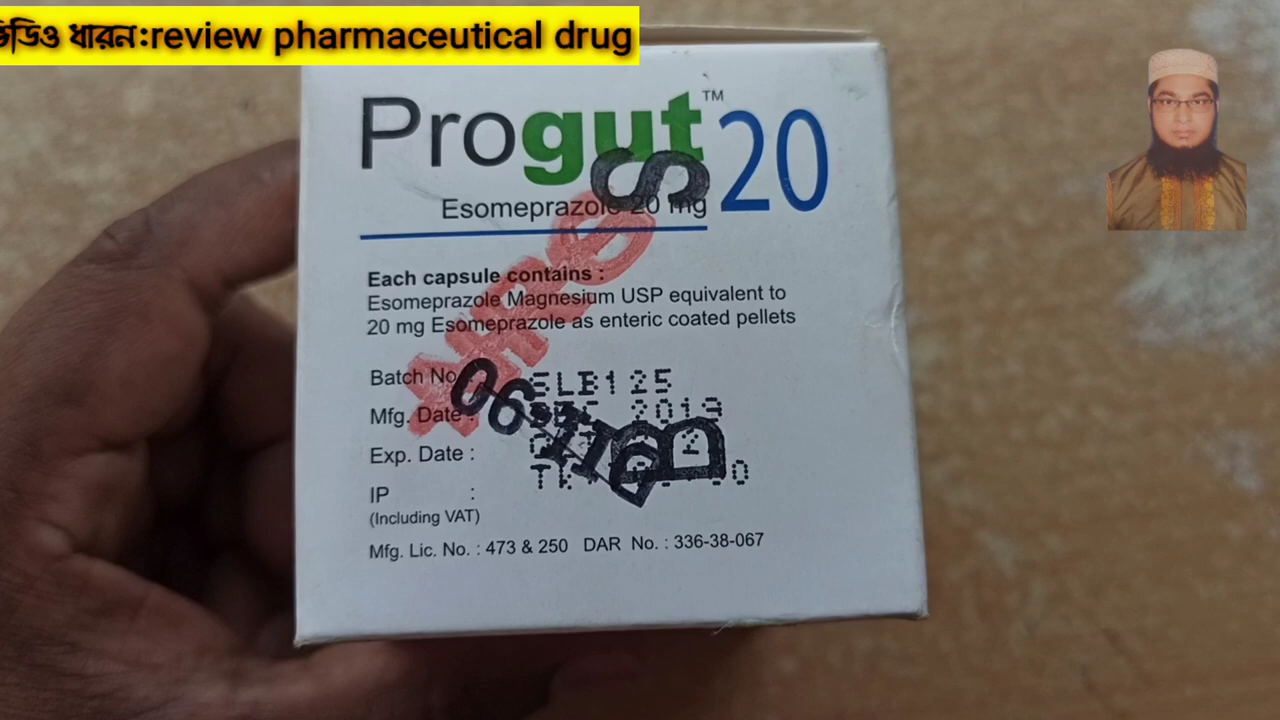 ভিডিও ধারন:review pharmaceutical drug
Progut™ 20
Esomeprazole 20 mg
Each capsule contains :
Esomeprazole Magnesium USP equivalent to
20 mg Esomeprazole as enteric coated pellets
Batch No
Mfg. Date : 2019
Exp. Date :
IP :
(Including VAT)
Mfg. Lic. No. : 473 & 250 DAR No. : 336-38-067